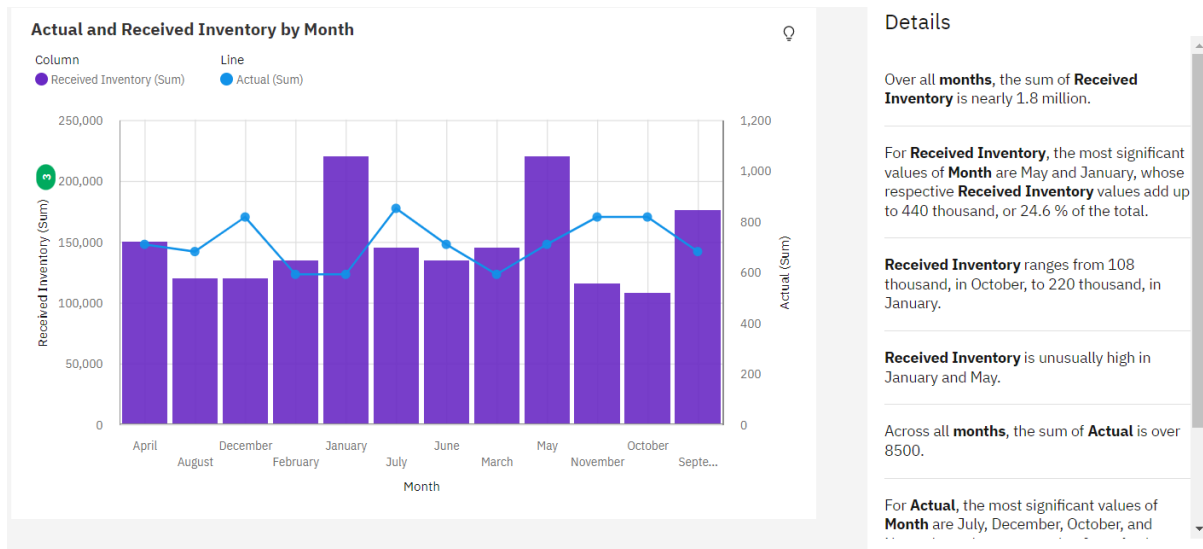 Actual and Received Inventory by Month
Column
Line
Received Inventory (Sum)
Actual (Sum)
250,000
200,000
150,000
100,000
50,000
0
Received Inventory (Sum)
3
1,200
1,000
800
600
400
200
0
Actual (Sum)
April
August
December
February
January
July
June
March
May
November
October
Septe...
Month
Details
Over all months, the sum of Received
Inventory is nearly 1.8 million.
For Received Inventory, the most significant
values of Month are May and January, whose
respective Received Inventory values add up
to 440 thousand, or 24.6 % of the total.
Received Inventory ranges from 108
thousand, in October, to 220 thousand, in
January.
Received Inventory is unusually high in
January and May.
Across all months, the sum of Actual is over
8500.
For Actual, the most significant values of
Month are July, December, October, and